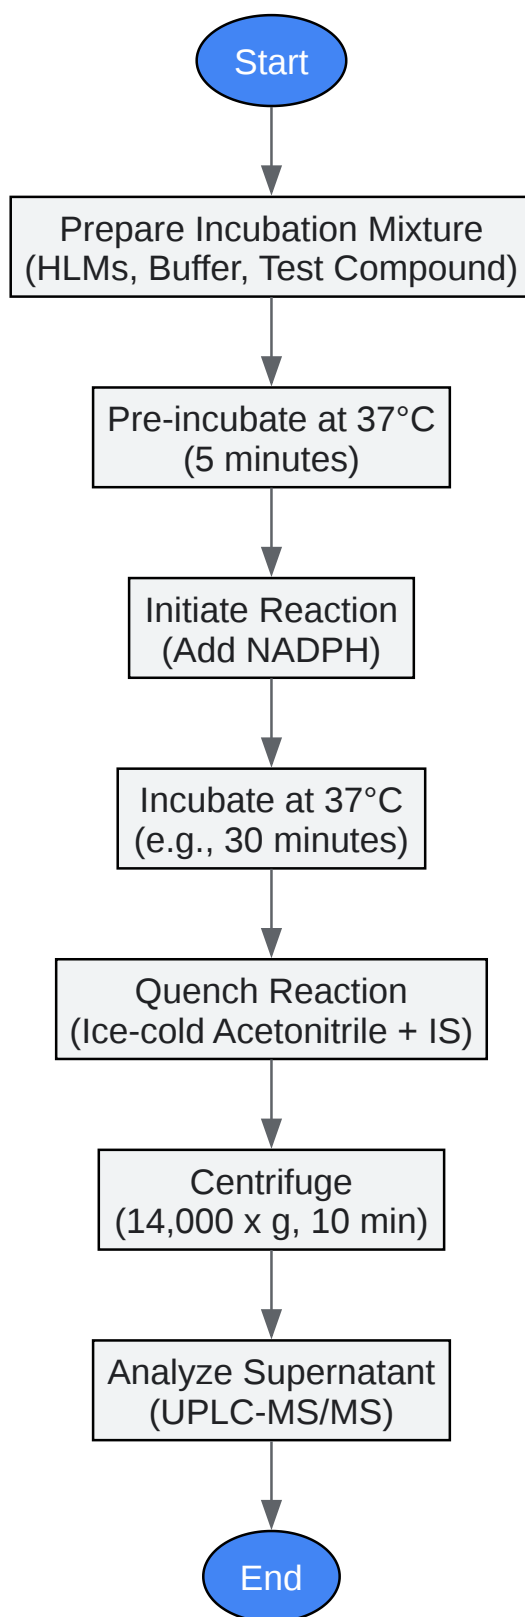 Start
Prepare Incubation Mixture
(HLMs, Buffer, Test Compound)
Pre-incubate at 37°C
(5 minutes)
Initiate Reaction
(Add NADPH)
Incubate at 37°C
(e.g., 30 minutes)
Quench Reaction
(Ice-cold Acetonitrile + IS)
Centrifuge
(14,000 x g, 10 min)
Analyze Supernatant
(UPLC-MS/MS)
End